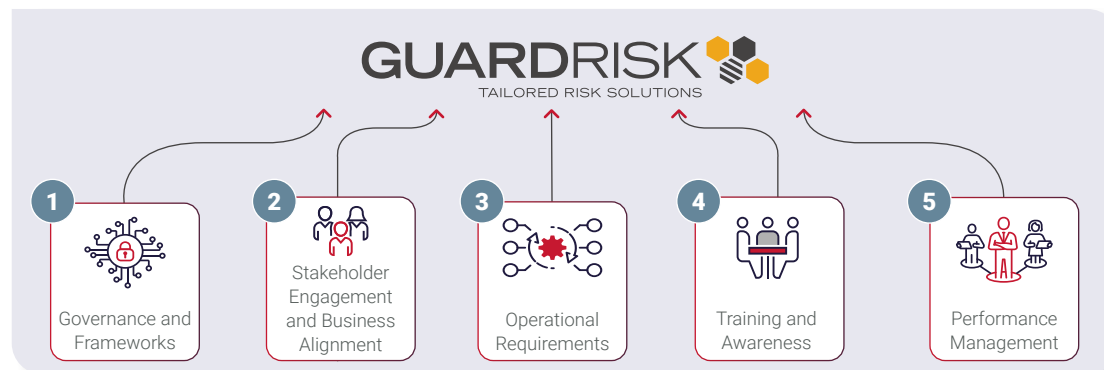 GUARDRISK
TAILORED RISK SOLUTIONS
1
Governance and
Frameworks
2
Stakeholder
Engagement
and Business
Alignment
3
Operational
Requirements
4
Training and
Awareness
5
Performance
Management